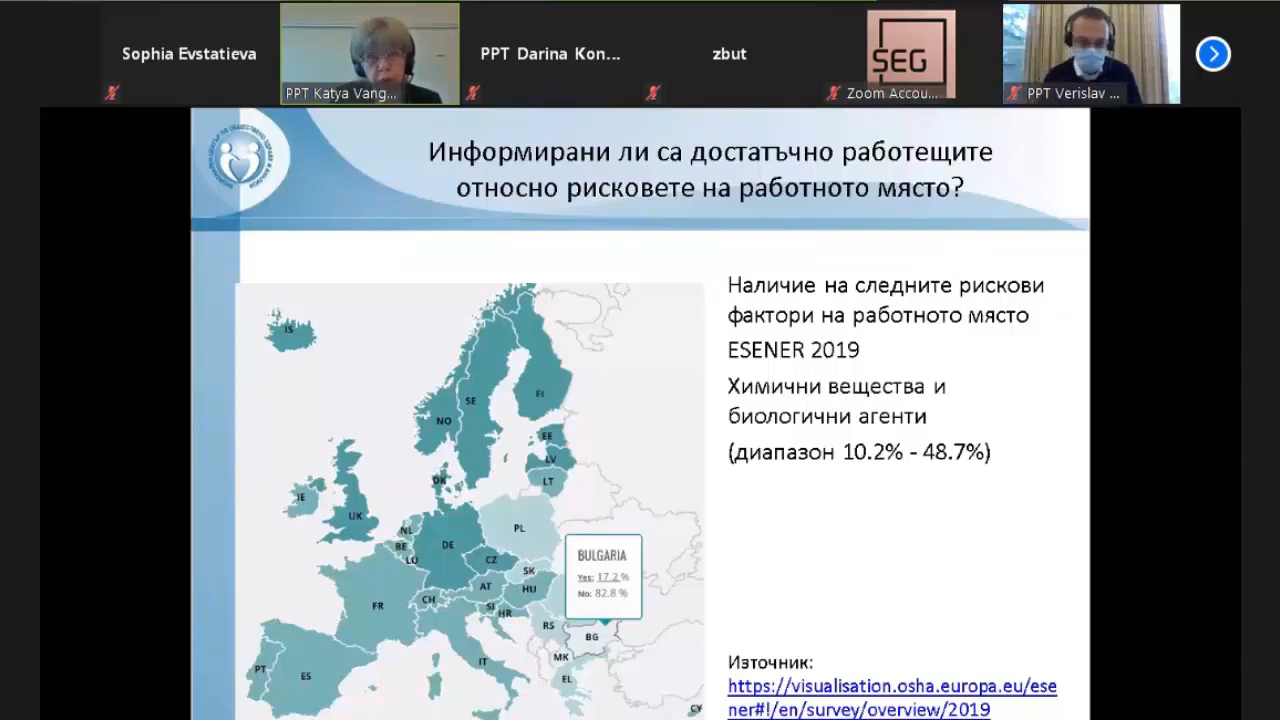 Sophia Evstatieva
PPT Katya Vang...
PPT Darina Kon...
zbut
SEG
Zoom Accou...
PPT Verislav ...
Информирани ли са достатъчно работещите
относно рисковете на работното място?
Наличие на следните рискови
фактори на работното място
ESENER 2019
Химични вещества и
биологични агенти
(диапазон 10.2% - 48.7%)
IS
FI
SE
NO
EE
LV
LT
DK
IE
UK
NL
BE
LU
DE
PL
CZ
SK
AT
HU
CH
FR
SI
HR
RS
BG
MK
IT
EL
PT
ES
CY
BULGARIA
Yes: 17.2 %
No: 82.8 %
Източник:
https://visualisation.osha.europa.eu/ese
ner#!/en/survey/overview/2019